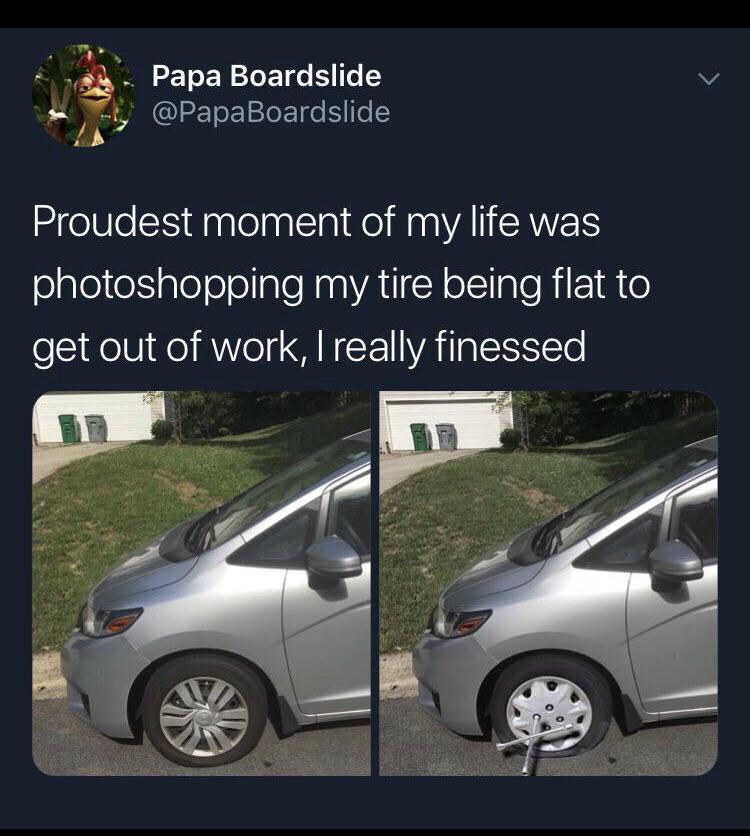 Papa Boardslide
@PapaBoardslide
Proudest moment of my life was
photoshopping my tire being flat to
get out of work, I really finessed